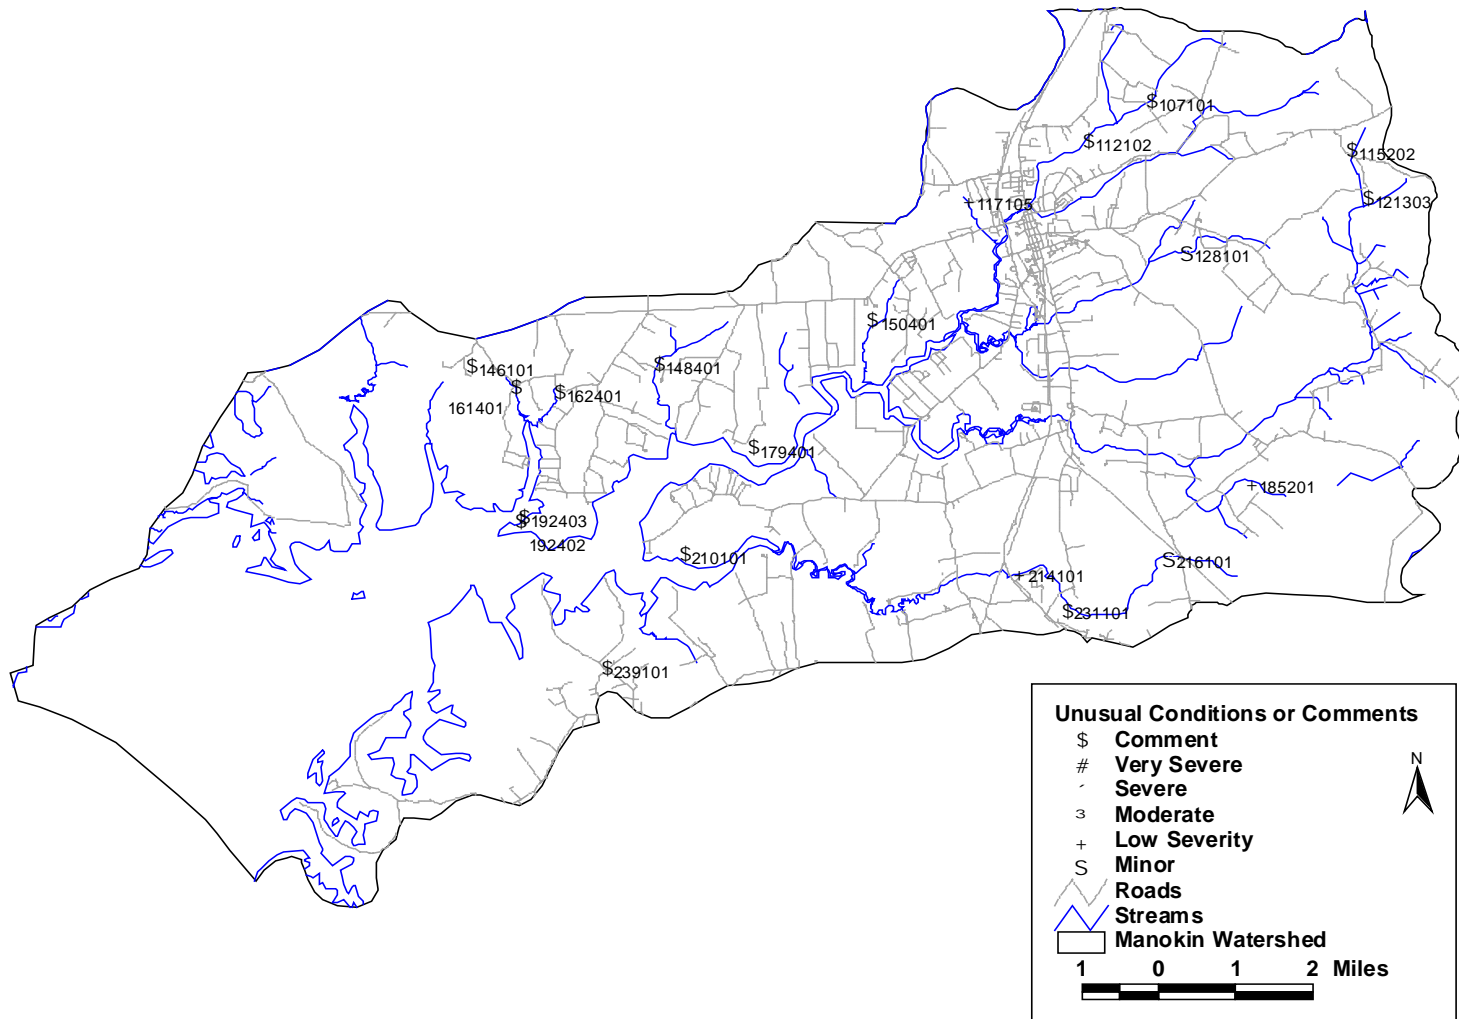 $107101
$112102
$115202
$121303
+117105
S128101
$150401
$146101
$148401
$
161401
$162401
$179401
+185201
$192403
$
192402
$210101
S216101
+214101
$231101
$239101
Unusual Conditions or Comments
$ Comment
# Very Severe
´ Severe
3 Moderate
+ Low Severity
S Minor
Roads
Streams
Manokin Watershed
N
1 0 1 2 Miles